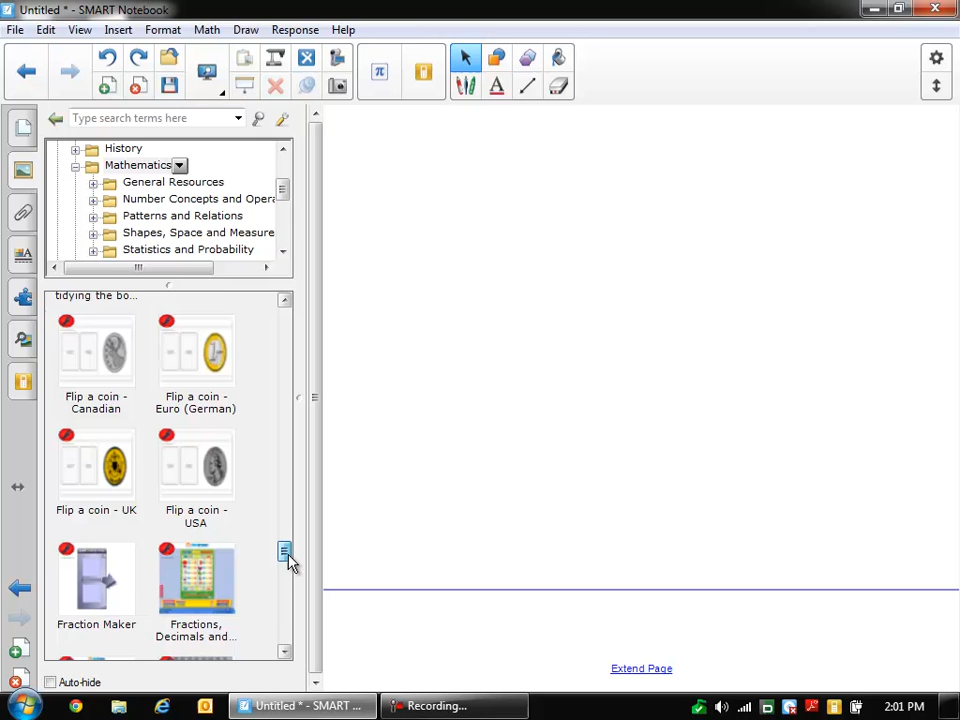 Untitled * - SMART Notebook
File Edit View Insert Format Math Draw Response Help
Type search terms here
History
Mathematics
General Resources
Number Concepts and Opera
Patterns and Relations
Shapes, Space and Measure
Statistics and Probability
tidying the bo...
Flip a coin - Canadian
Flip a coin - Euro (German)
Flip a coin - UK
Flip a coin - USA
Fraction Maker
Fractions, Decimals and...
Extend Page
Auto-hide
Untitled * - SMART ...
Recording...
2:01 PM